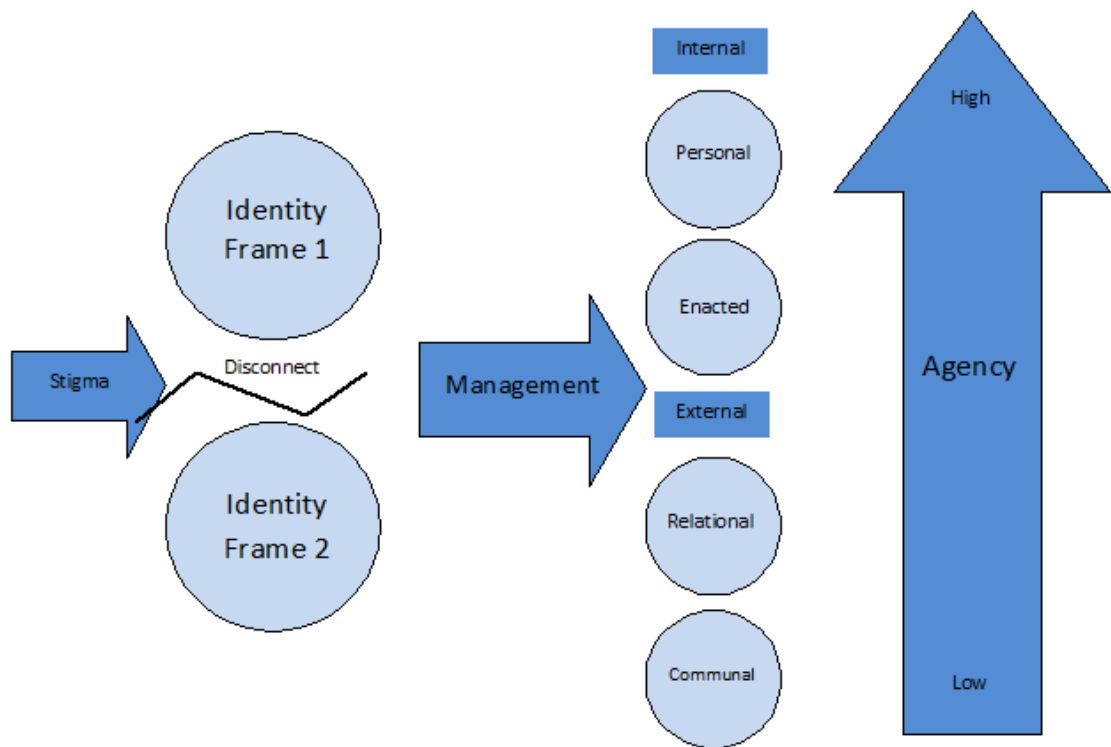 Stigma
Identity
Frame 1
Disconnect
Identity
Frame 2
Management
Internal
Personal
Enacted
External
Relational
Communal
High
Agency
Low